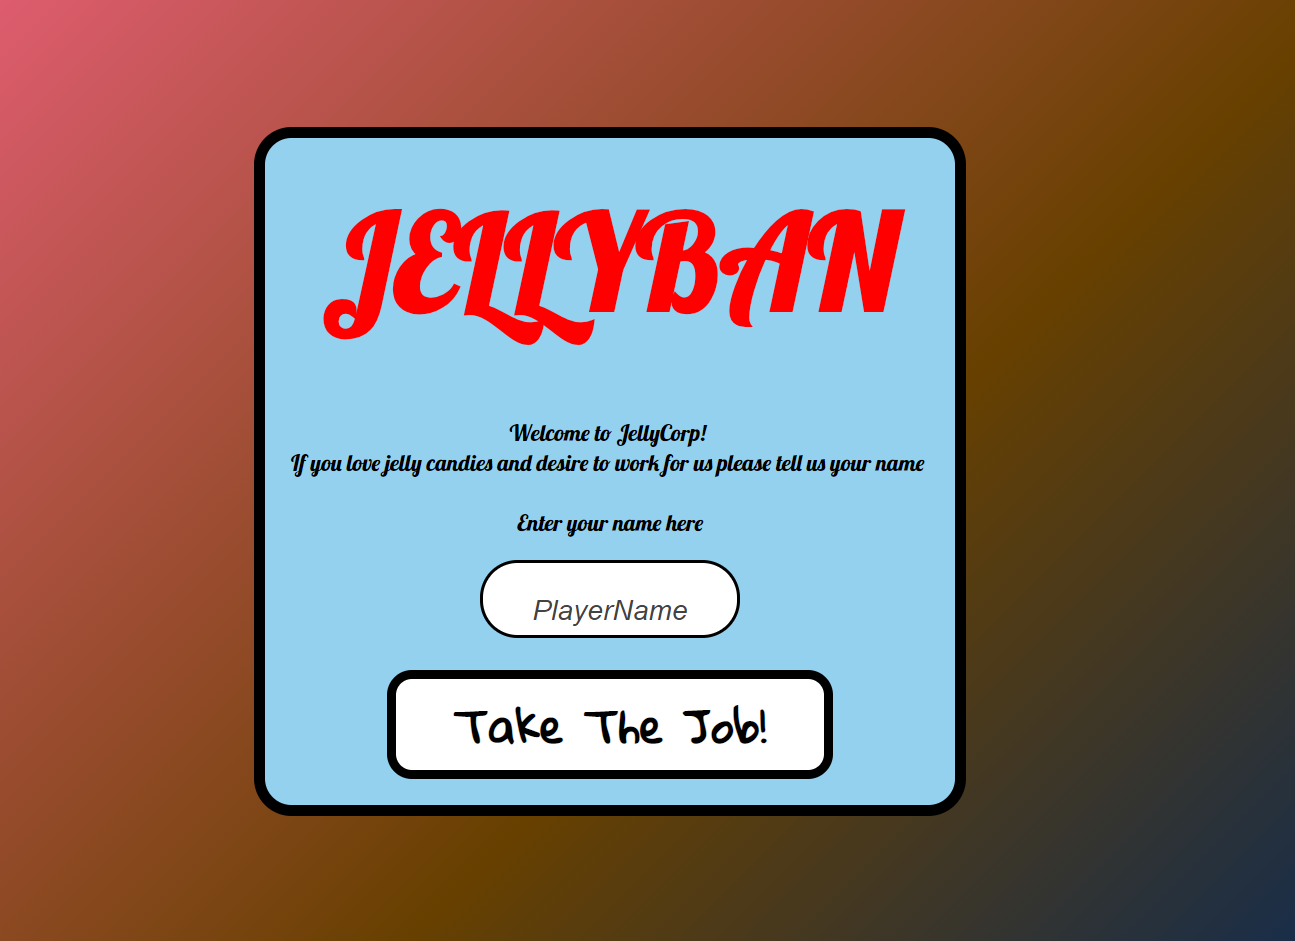 JELLYBAN
Welcome to JellyCorp!
If you love jelly candies and desire to work for us please tell us your name
Enter your name here
PlayerName
Take The Job!